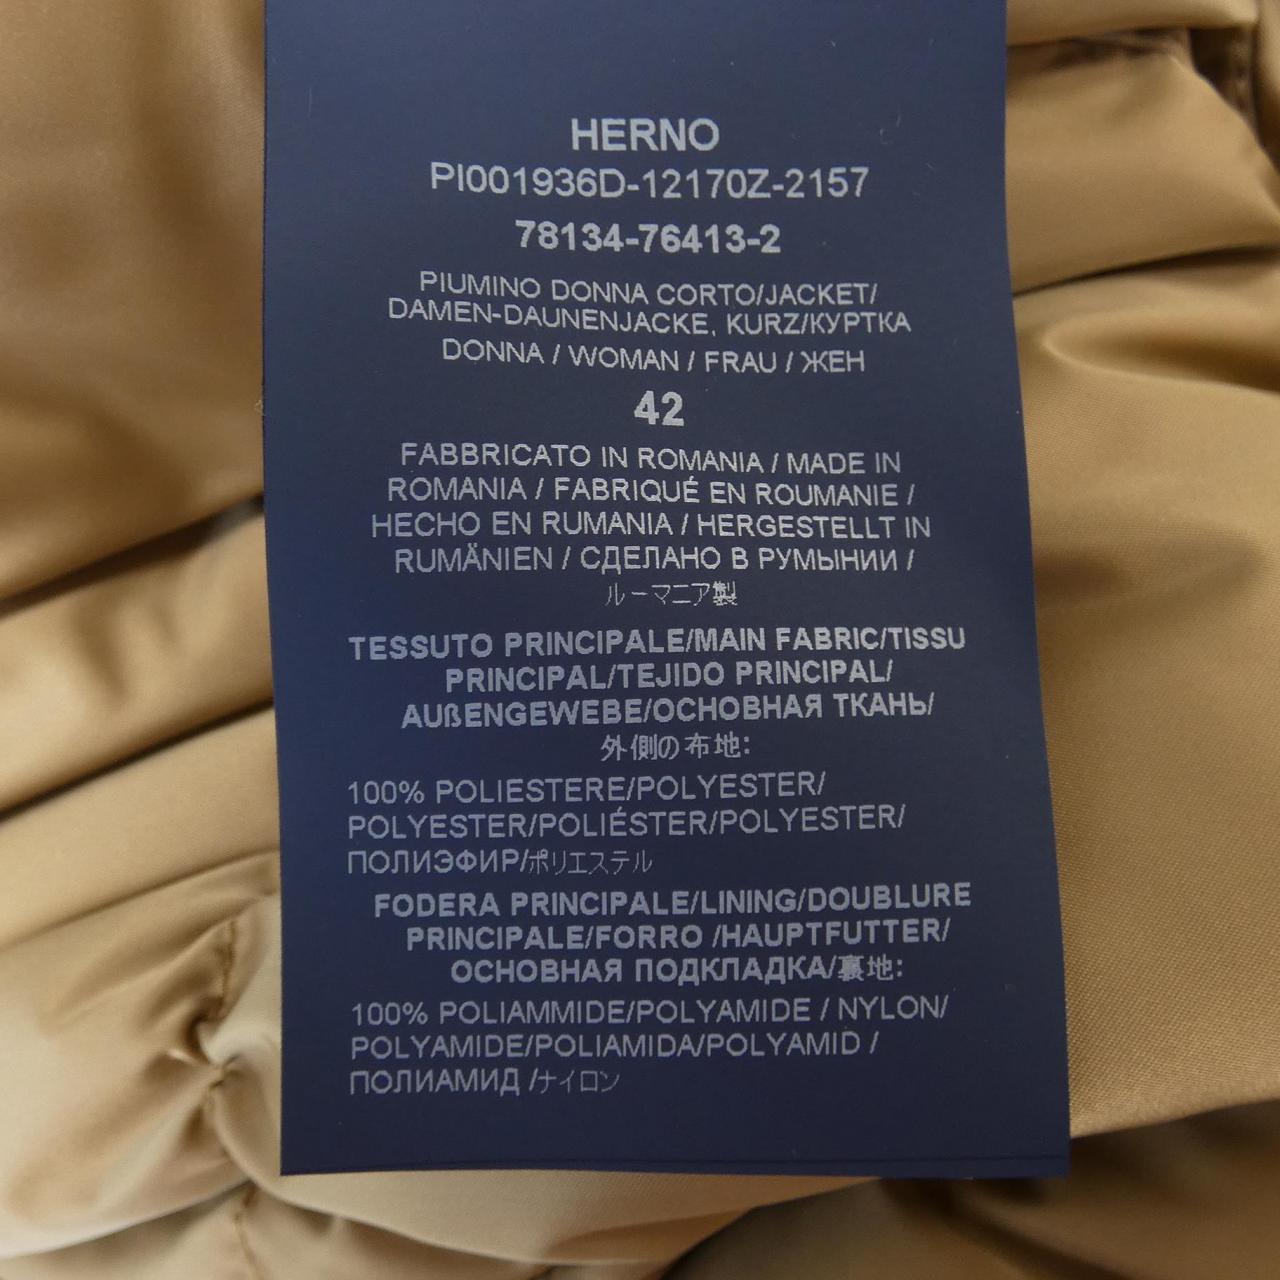 HERNO
PI001936D-12170Z-2157
78134-76413-2
PIUMINO DONNA CORTO/JACKET/
DAMEN-DAUNENJACKE, KURZ/КУРТКА
DONNA / WOMAN / FRAU / ЖЕН
42
FABBRICATO IN ROMANIA / MADE IN
ROMANIA / FABRIQUÉ EN ROUMANIE /
HECHO EN RUMANIA / HERGESTELLT IN
RUMÄNIEN / СДЕЛАНО В РУМЫНИИ /
ルーマニア製
TESSUTO PRINCIPALE/MAIN FABRIC/TISSU
PRINCIPAL/TEJIDO PRINCIPAL/
AUßENGEWEBE/ОСНОВНАЯ ТКАНЬ/
外側の布地:
100% POLIESTERE/POLYESTER/
POLYESTER/POLIÉSTER/POLYESTER/
ПОЛИЭФИР/ポリエステル
FODERA PRINCIPALE/LINING/DOUBLURE
PRINCIPALE/FORRO /HAUPTFUTTER/
ОСНОВНАЯ ПОДКЛАДКА/裏地:
100% POLIAMMIDE/POLYAMIDE / NYLON/
POLYAMIDE/POLIAMIDA/POLYAMID /
ПОЛИАМИД /ナイロン